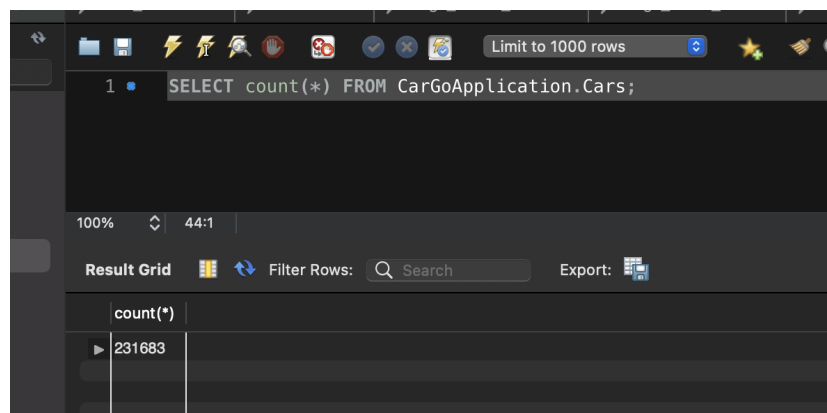 Limit to 1000 rows
1 SELECT count(*) FROM CarGoApplication.Cars;
100% 44:1
Result Grid Filter Rows: Search Export:
count(*)
231683